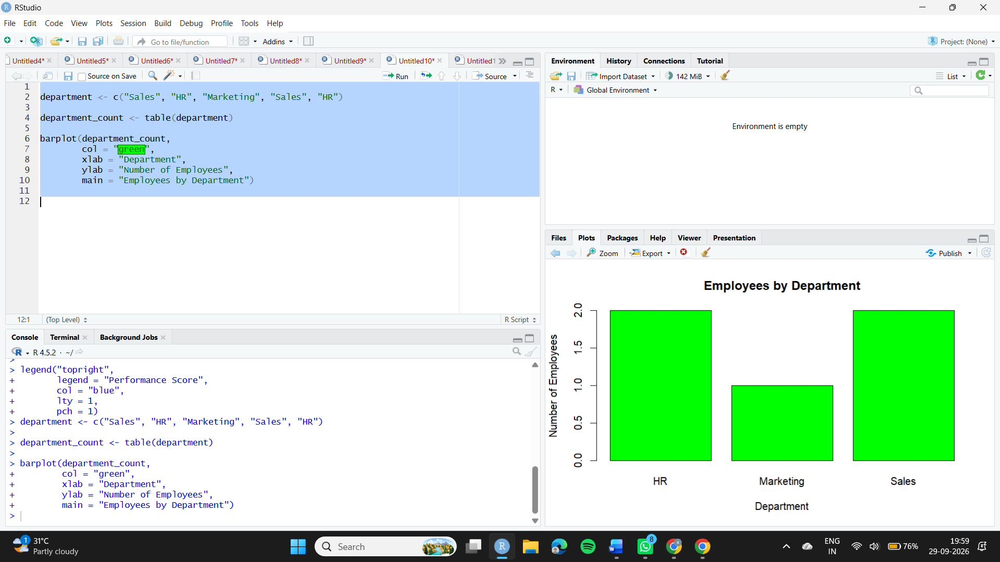 RStudio
File Edit Code View Plots Session Build Debug Profile Tools Help
Go to file/function Addins Project: (None)
Untitled4* Untitled5* Untitled6* Untitled7* Untitled8* Untitled9* Untitled10* Untitled1
Source on Save Run Source
1
2 department <- c("Sales", "HR", "Marketing", "Sales", "HR")
3
4 department_count <- table(department)
5
6 barplot(department_count,
7 col = "green",
8 xlab = "Department",
9 ylab = "Number of Employees",
10 main = "Employees by Department")
11
12
12:1 (Top Level) R Script
Console Terminal Background Jobs
R 4.5.2 · ~/
>
> legend("topright",
+ legend = "Performance Score",
+ col = "blue",
+ lty = 1,
+ pch = 1)
> department <- c("Sales", "HR", "Marketing", "Sales", "HR")
>
> department_count <- table(department)
>
> barplot(department_count,
+ col = "green",
+ xlab = "Department",
+ ylab = "Number of Employees",
+ main = "Employees by Department")
>
Environment History Connections Tutorial
Import Dataset 142 MiB List
R Global Environment
Environment is empty
Files Plots Packages Help Viewer Presentation
Zoom Export Publish
Employees by Department
Number of Employees
2.0
1.5
1.0
0.5
0.0
HR Marketing Sales
Department
1 31°C
Partly cloudy
Search
8
ENG
IN
76%
19:59
29-09-2026